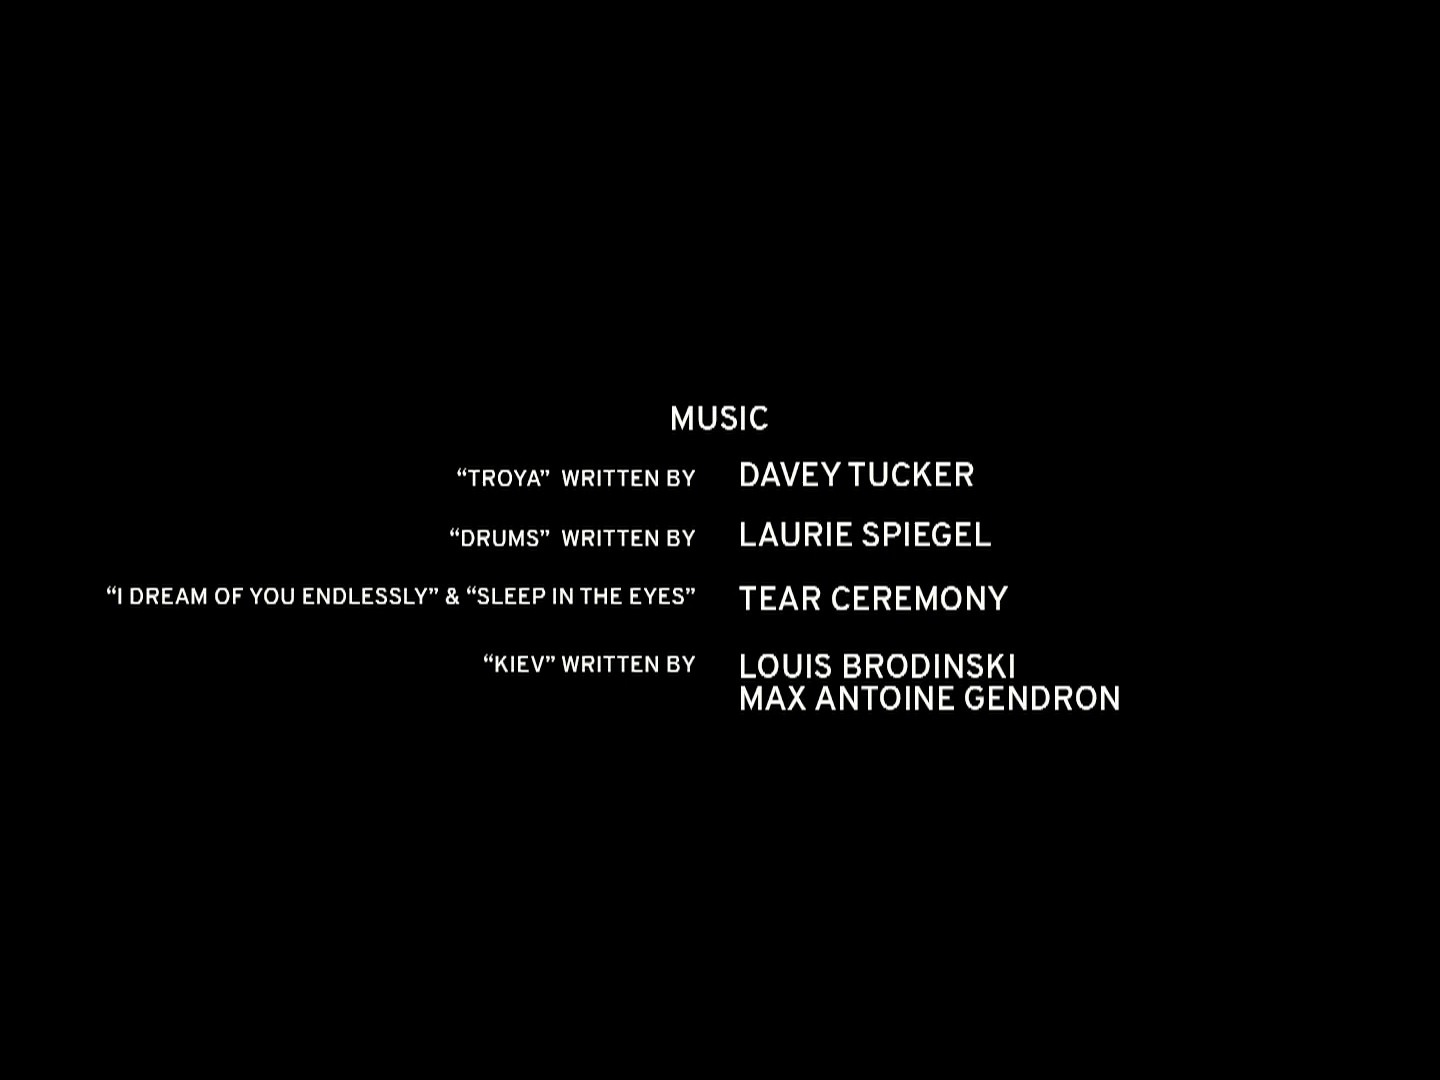 MUSIC
“TROYA” WRITTEN BY DAVEY TUCKER
“DRUMS” WRITTEN BY LAURIE SPIEGEL
“I DREAM OF YOU ENDLESSLY” & “SLEEP IN THE EYES” TEAR CEREMONY
“KIEV” WRITTEN BY LOUIS BRODINSKI
MAX ANTOINE GENDRON